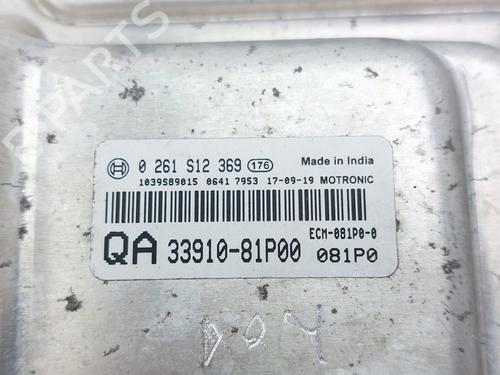 B-PARTS
0 261 S12 369 176 Made in India
1039S89015 0641 7953 17-09-19 MOTRONIC
ECM-081P0-0
QA 33910-81P00 081P0